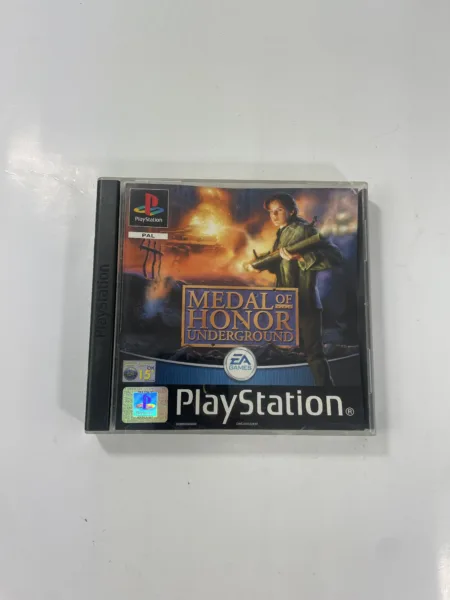 PlayStation
PlayStation
PAL
MEDAL OF
HONOR
UNDERGROUND
EA
GAMES
15
PlayStation®